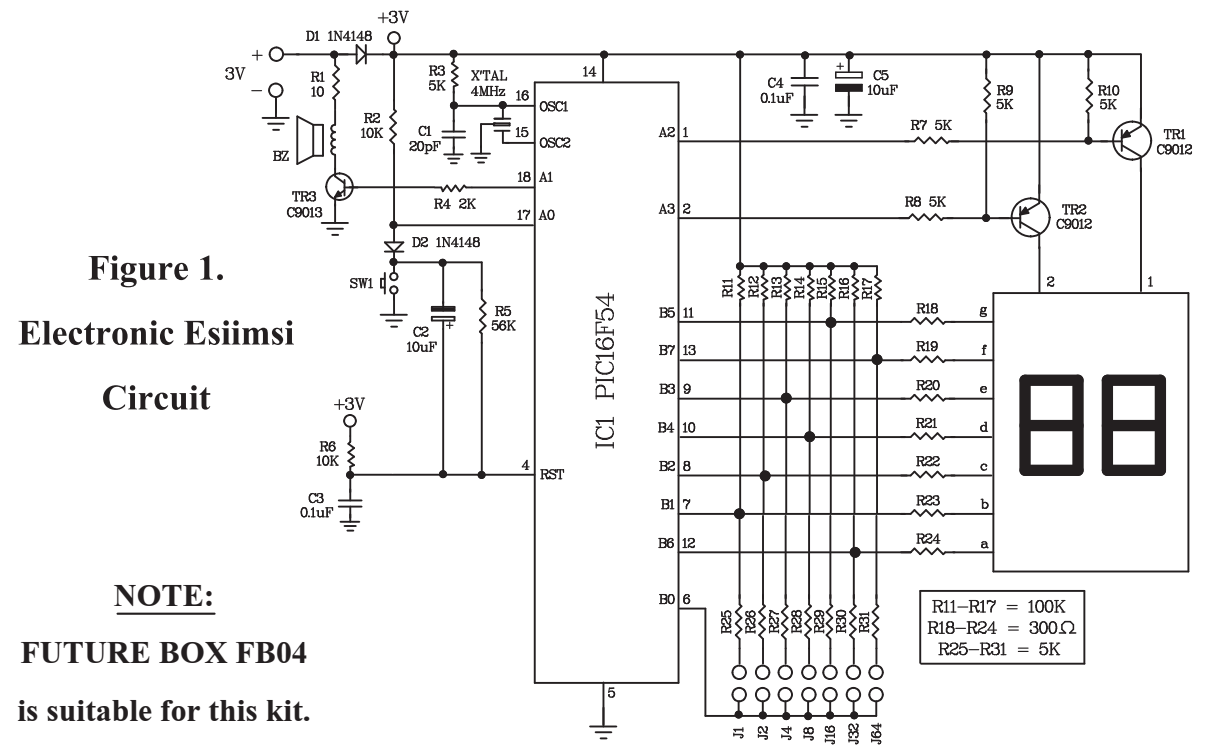 +3V
D1 1N4148
+
3V
−
R1
10
BZ
TR3
C9013
R2
10K
R3
5K
X'TAL
4MHz
C1
20pF
R4 2K
D2 1N4148
SW1
C2
10uF
R5
56K
+
+3V
R6
10K
C3
0.1uF
14
16
OSC1
15
OSC2
18
A1
17
A0
4
RST
5
IC1 PIC16F54
A2 1
A3 2
B5 11
B7 13
B3 9
B4 10
B2 8
B1 7
B6 12
B0 6
C4
0.1uF
+
C5
10uF
R9
5K
R10
5K
R7 5K
R8 5K
TR1
C9012
TR2
C9012
2
1
R11
R12
R13
R14
R15
R16
R17
R18
g
R19
f
R20
e
R21
d
R22
c
R23
b
R24
a
R25
R26
R27
R28
R29
R30
R31
J1
J2
J4
J8
J16
J32
J64
R11−R17 = 100K
R18−R24 = 300Ω
R25−R31 = 5K
88
Figure 1.
Electronic Esiimsi
Circuit
NOTE:
FUTURE BOX FB04
is suitable for this kit.